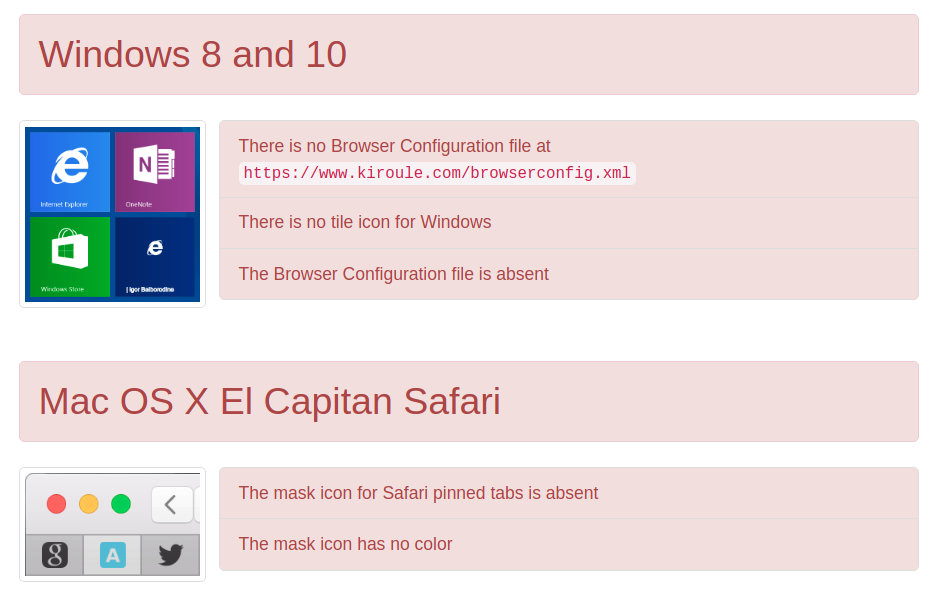 Windows 8 and 10
There is no Browser Configuration file at
https://www.kiroule.com/browserconfig.xml
There is no tile icon for Windows
The Browser Configuration file is absent
Internet Explorer
OneNote
N
Windows Store
| Igor Baiborodine
Mac OS X El Capitan Safari
The mask icon for Safari pinned tabs is absent
The mask icon has no color
g
A